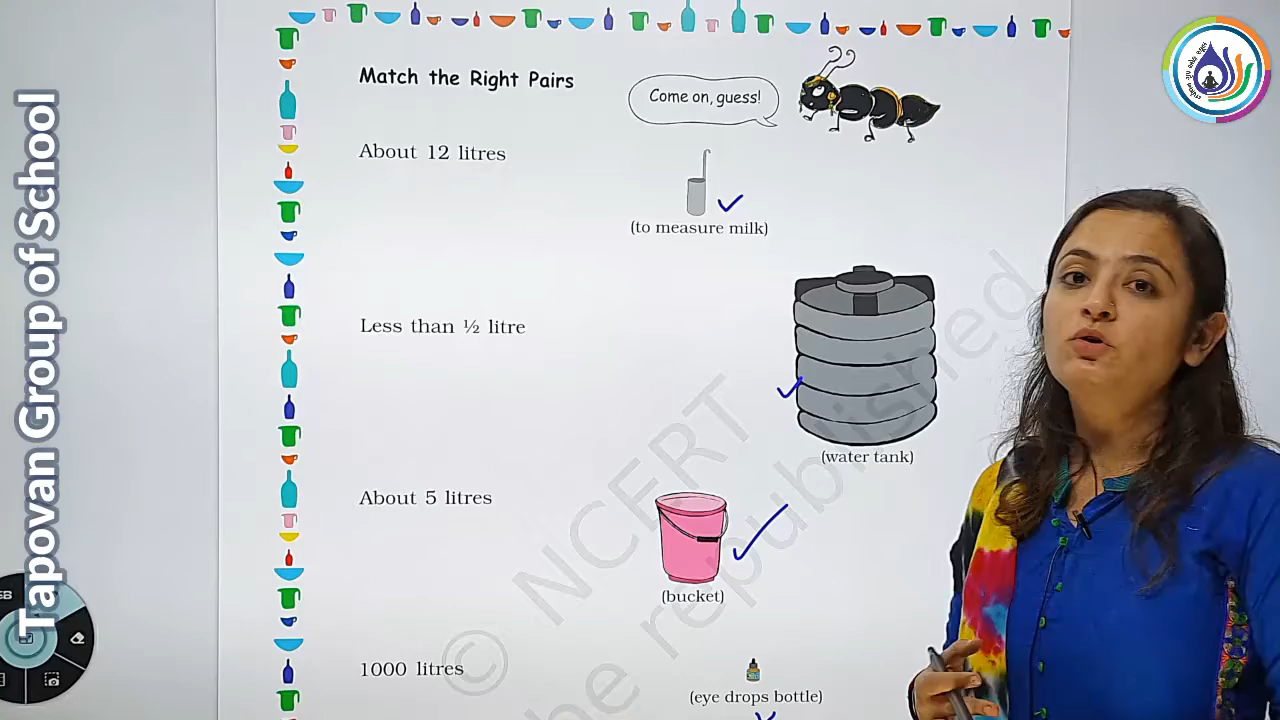 Match the Right Pairs
Come on, guess!
About 12 litres
(to measure milk)
Less than ½ litre
(water tank)
About 5 litres
(bucket)
1000 litres
(eye drops bottle)
© NCERT
be republished
Tapovan Group of School